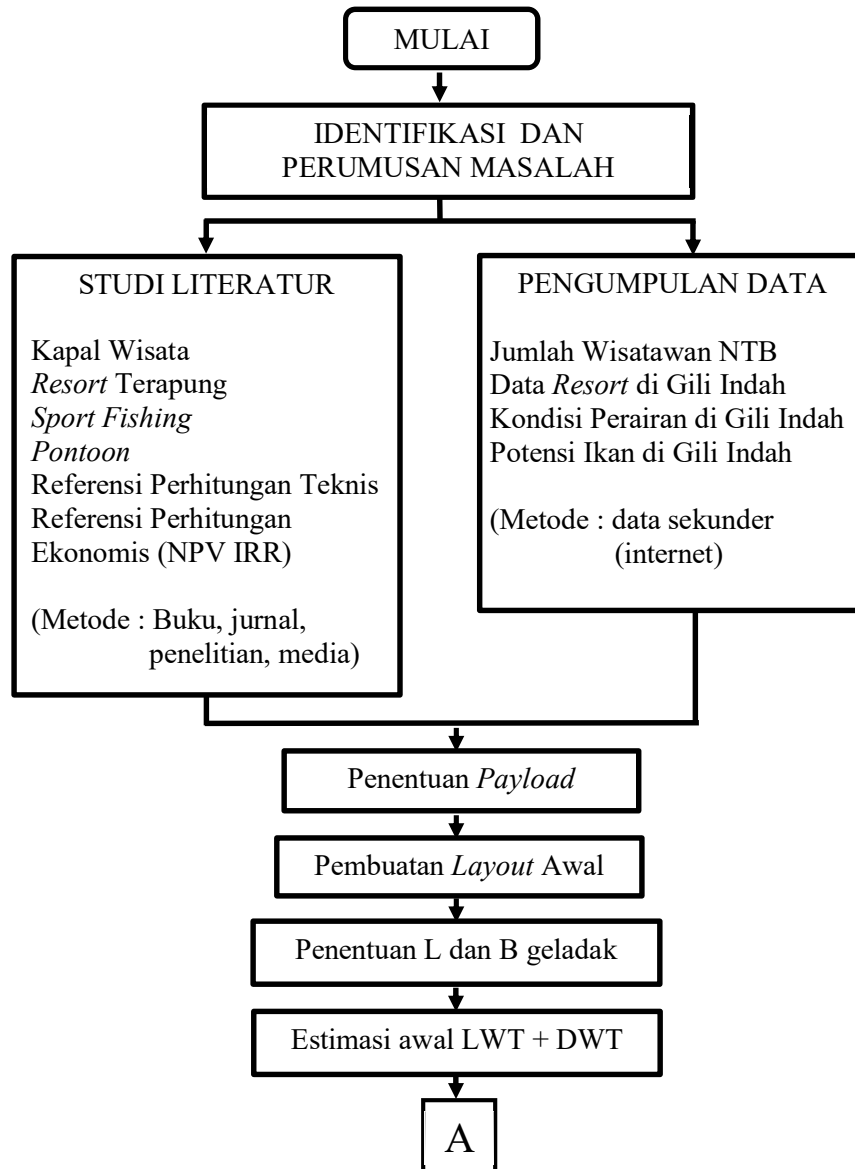 MULAI
IDENTIFIKASI DAN
PERUMUSAN MASALAH
STUDI LITERATUR
Kapal Wisata
Resort Terapung
Sport Fishing
Pontoon
Referensi Perhitungan Teknis
Referensi Perhitungan
Ekonomis (NPV IRR)
(Metode : Buku, jurnal,
penelitian, media)
PENGUMPULAN DATA
Jumlah Wisatawan NTB
Data Resort di Gili Indah
Kondisi Perairan di Gili Indah
Potensi Ikan di Gili Indah
(Metode : data sekunder
(internet)
Penentuan Payload
Pembuatan Layout Awal
Penentuan L dan B geladak
Estimasi awal LWT + DWT
A